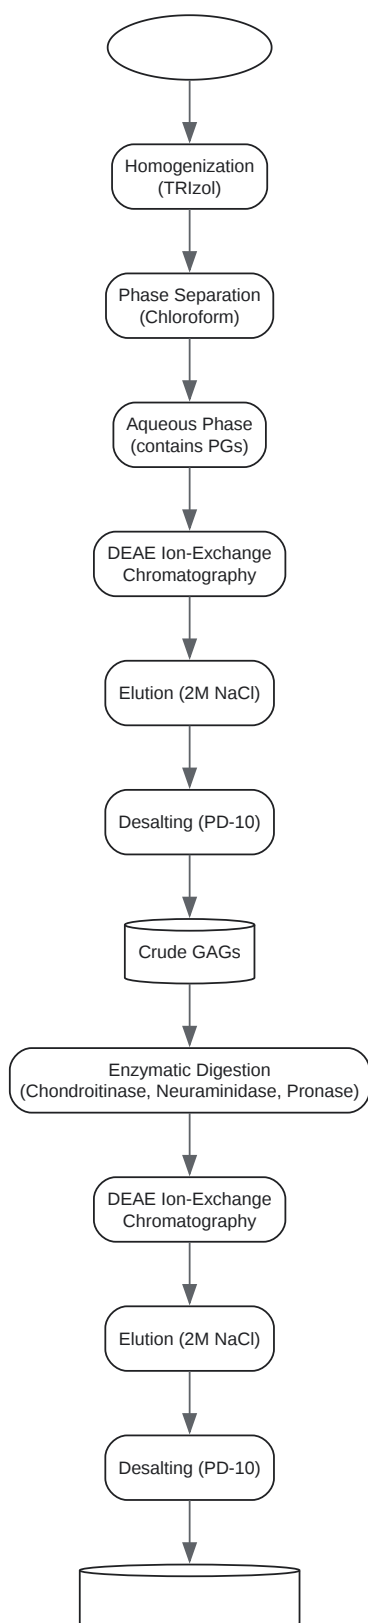 Homogenization
(TRIzol)
Phase Separation
(Chloroform)
Aqueous Phase
(contains PGs)
DEAE Ion-Exchange
Chromatography
Elution (2M NaCl)
Desalting (PD-10)
Crude GAGs
Enzymatic Digestion
(Chondroitinase, Neuraminidase, Pronase)
DEAE Ion-Exchange
Chromatography
Elution (2M NaCl)
Desalting (PD-10)